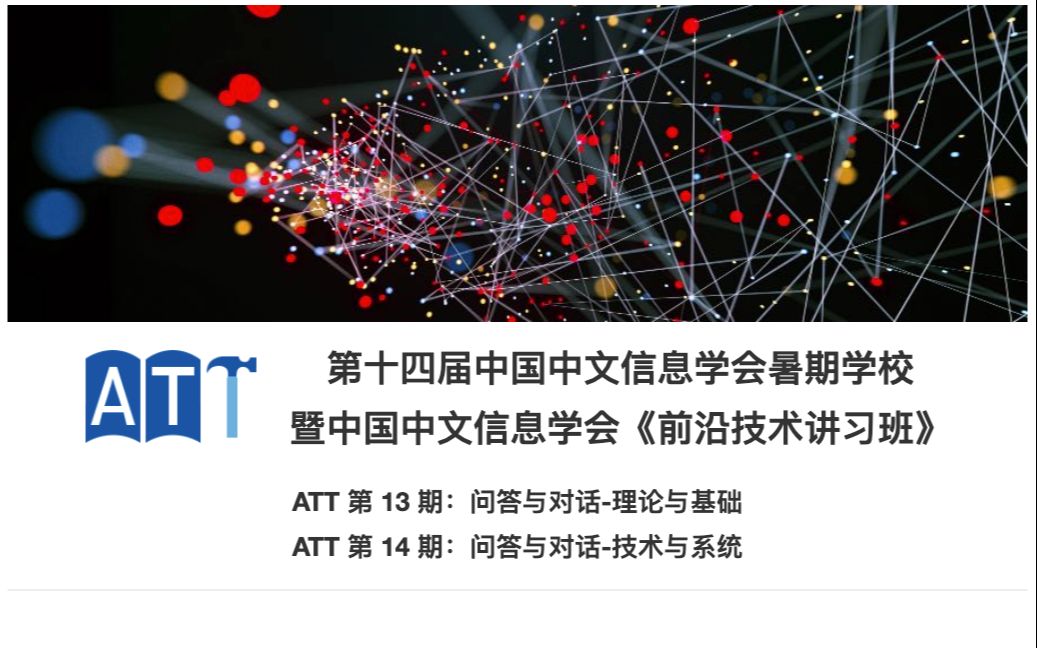 ATT
第十四届中国中文信息学会暑期学校
暨中国中文信息学会《前沿技术讲习班》
ATT 第 13 期：问答与对话-理论与基础
ATT 第 14 期：问答与对话-技术与系统